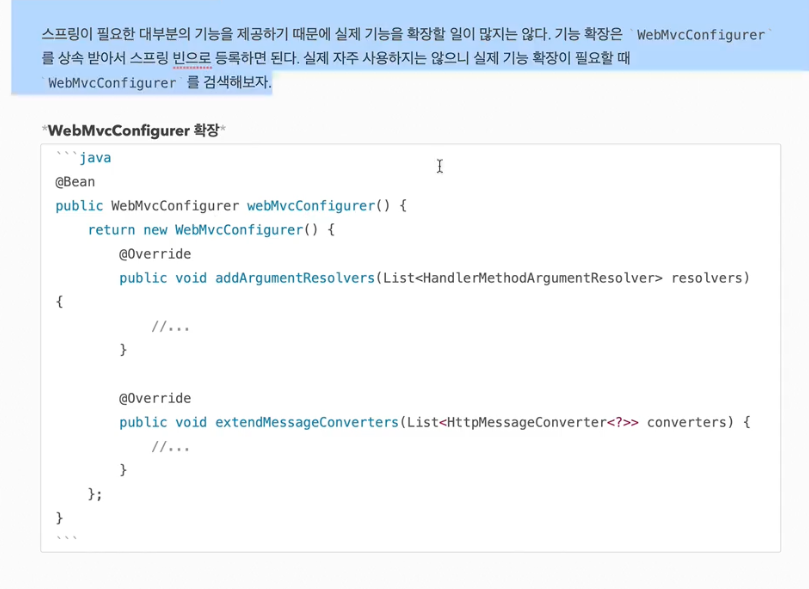 스프링이 필요한 대부분의 기능을 제공하기 때문에 실제 기능을 확장할 일이 많지는 않다. 기능 확장은 `WebMvcConfigurer`
를 상속 받아서 스프링 빈으로 등록하면 된다. 실제 자주 사용하지는 않으니 실제 기능 확장이 필요할 때
`WebMvcConfigurer` 를 검색해보자.
*WebMvcConfigurer 확장*
```java
@Bean
public WebMvcConfigurer webMvcConfigurer() {
    return new WebMvcConfigurer() {
        @Override
        public void addArgumentResolvers(List<HandlerMethodArgumentResolver> resolvers)
{
            //...
        }
        @Override
        public void extendMessageConverters(List<HttpMessageConverter<?>> converters) {
            //...
        }
    };
}
```